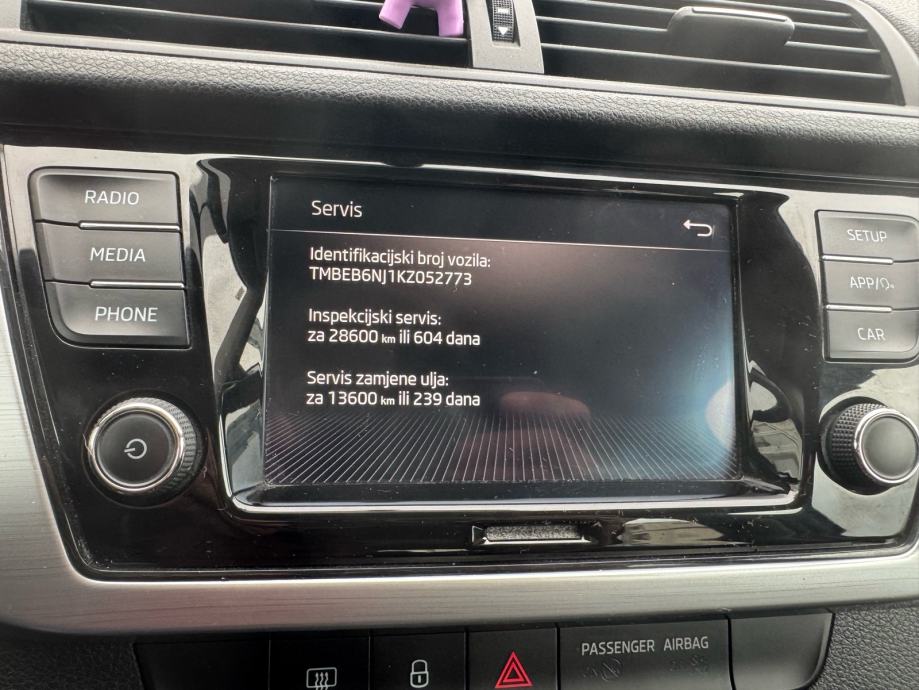 RADIO
MEDIA
PHONE
Servis
Identifikacijski broj vozila:
TMBEB6NJ1KZ052773
Inspekcijski servis:
za 28600 km ili 604 dana
Servis zamjene ulja:
za 13600 km ili 239 dana
SETUP
APP/
CAR
PASSENGER AIRBAG